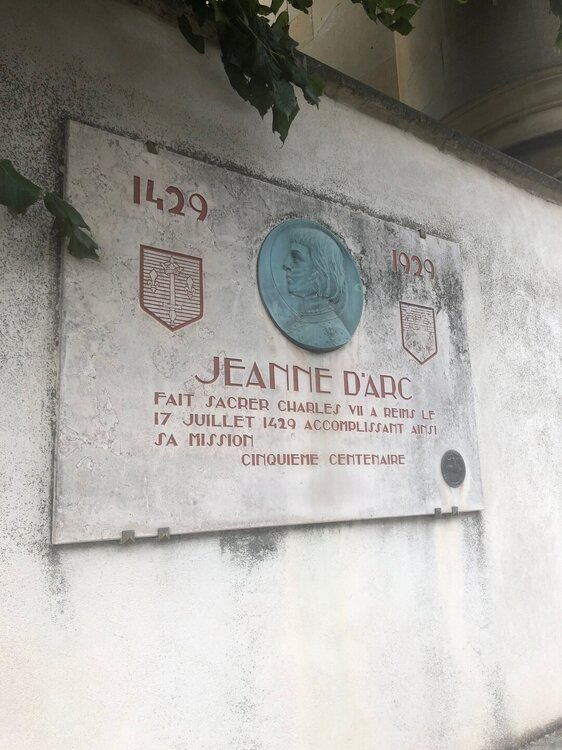 1429
1929
JEANNE D'ARC
FAIT SACRER CHARLES VII A REIMS LE
17 JUILLET 1429 ACCOMPLISSANT AINSI
SA MISSION
CINQUIEME CENTENAIRE